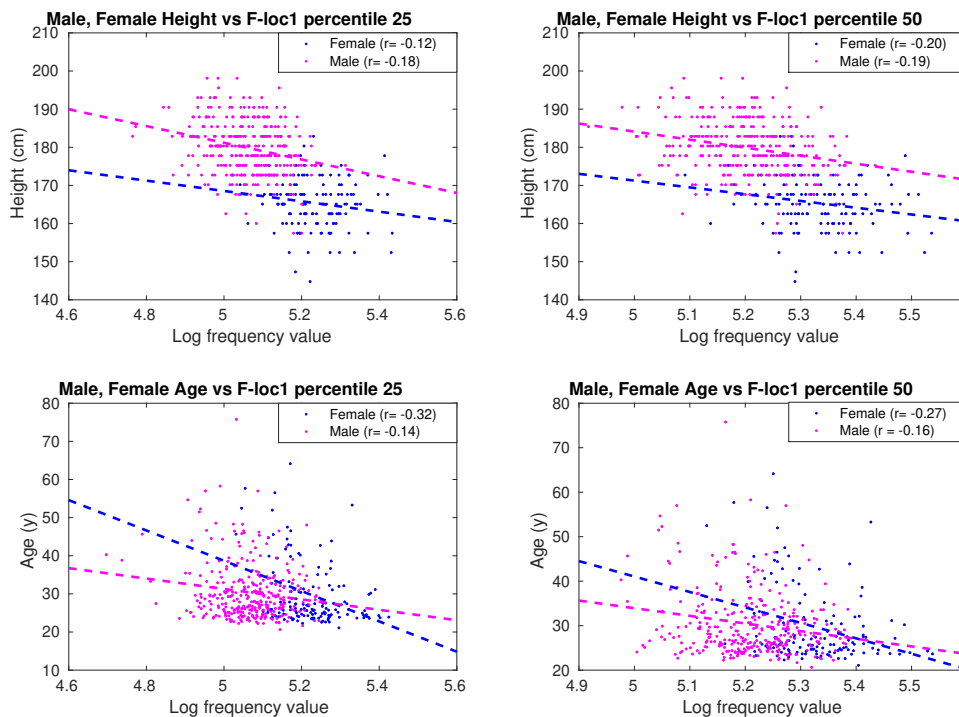 Male, Female Height vs F-loc1 percentile 25
210
200
190
180
170
160
150
140
Height (cm)
Female (r= -0.12)
Male (r= -0.18)
4.6 4.8 5 5.2 5.4 5.6
Log frequency value
Male, Female Height vs F-loc1 percentile 50
210
200
190
180
170
160
150
140
Height (cm)
Female (r= -0.20)
Male (r= -0.19)
4.9 5 5.1 5.2 5.3 5.4 5.5
Log frequency value
Male, Female Age vs F-loc1 percentile 25
80
70
60
50
40
30
20
10
Age (y)
Female (r= -0.32)
Male (r= -0.14)
4.6 4.8 5 5.2 5.4 5.6
Log frequency value
Male, Female Age vs F-loc1 percentile 50
80
70
60
50
40
30
20
Age (y)
Female (r= -0.27)
Male (r = -0.16)
4.9 5 5.1 5.2 5.3 5.4 5.5
Log frequency value